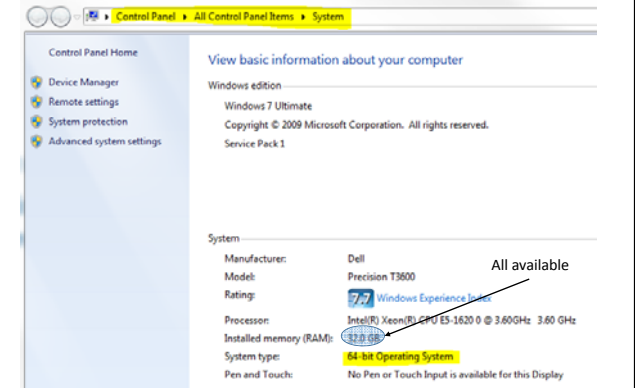 Control Panel ▸ All Control Panel Items ▸ System
Control Panel Home
Device Manager
Remote settings
System protection
Advanced system settings
View basic information about your computer
Windows edition
Windows 7 Ultimate
Copyright © 2009 Microsoft Corporation. All rights reserved.
Service Pack 1
System
Manufacturer: Dell
Model: Precision T3600
Rating: 7.7 Windows Experience Index
Processor: Intel(R) Xeon(R) CPU E5-1620 0 @ 3.60GHz 3.60 GHz
Installed memory (RAM): 32.0 GB
System type: 64-bit Operating System
Pen and Touch: No Pen or Touch Input is available for this Display
All available